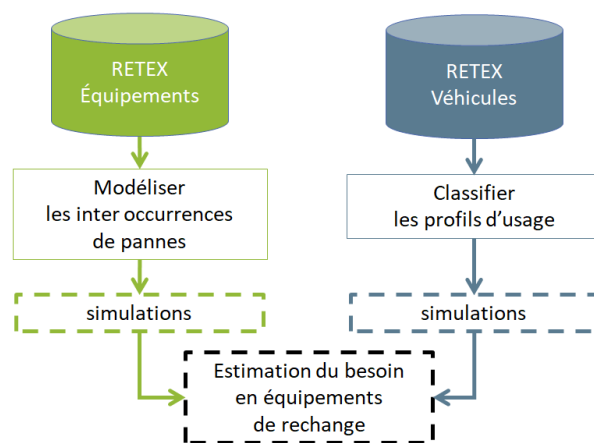 RETEX
Équipements
RETEX
Véhicules
Modéliser
les inter occurrences
de pannes
Classifier
les profils d’usage
simulations
simulations
Estimation du besoin
en équipements
de rechange